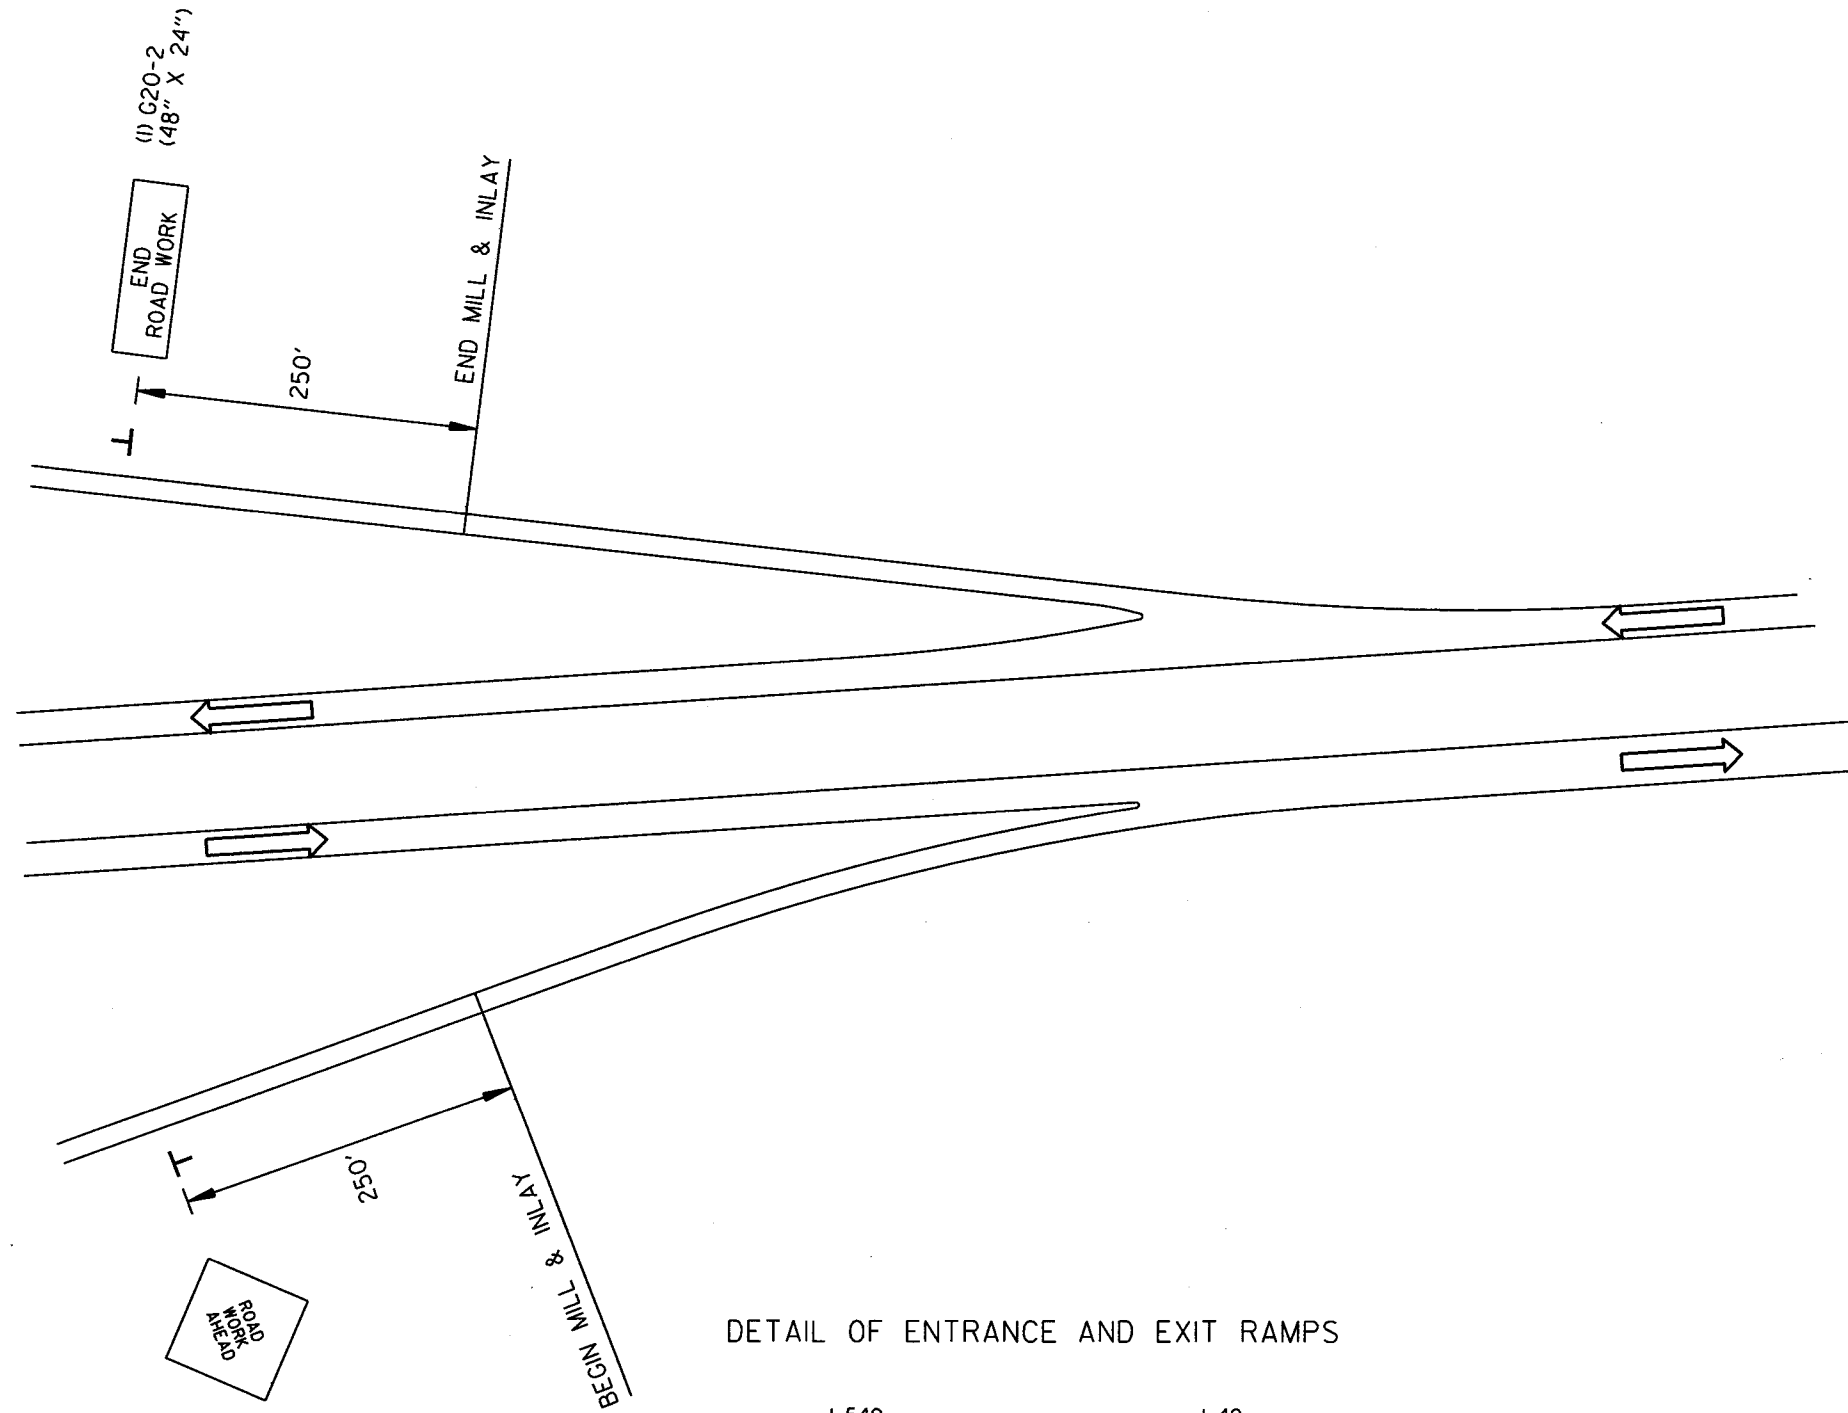 (1) G20-2
(48" X 24")
END
ROAD WORK
250'
END MILL & INLAY
250'
BEGIN MILL & INLAY
ROAD
WORK
AHEAD
DETAIL OF ENTRANCE AND EXIT RAMPS